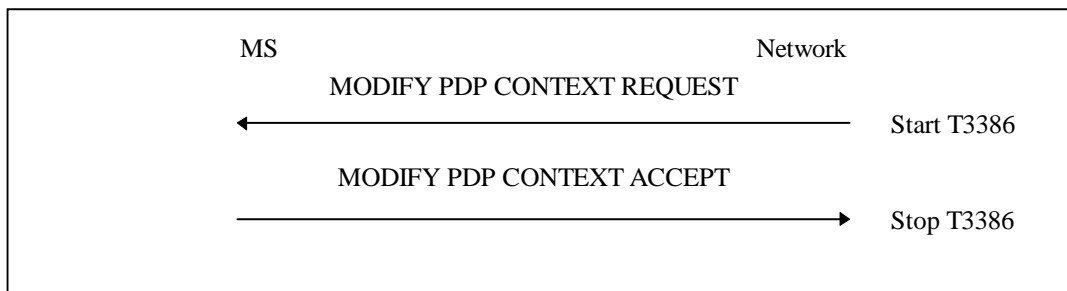 MS Network
MODIFY PDP CONTEXT REQUEST
Start T3386
MODIFY PDP CONTEXT ACCEPT
Stop T3386